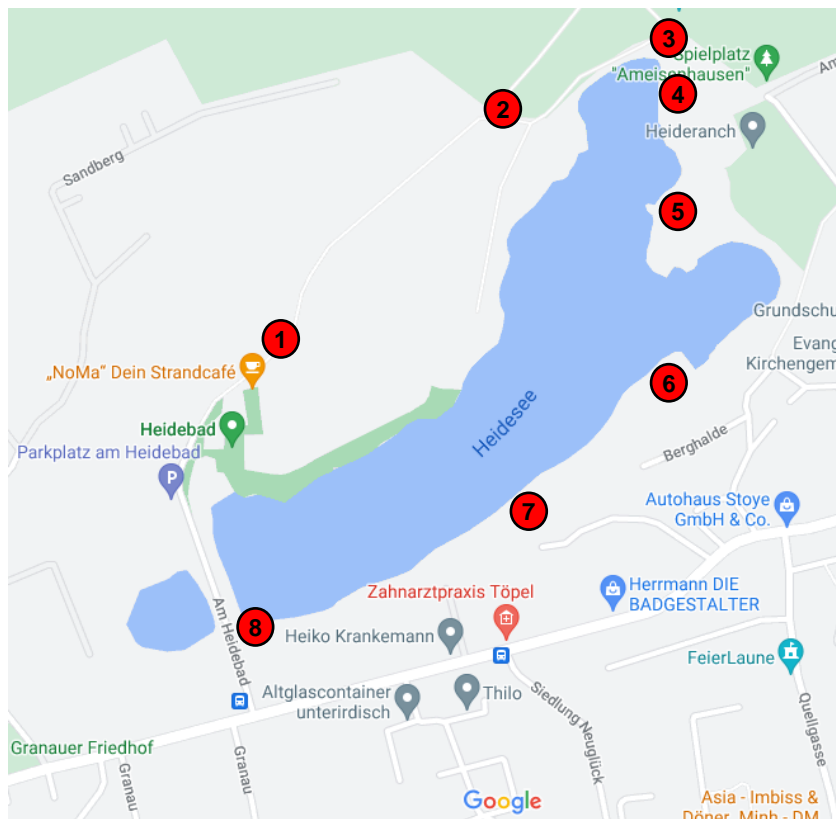 3
Spielplatz
"Ameisenhausen"
4
2
Heideranch
Sandberg
5
Grundschu
1
„NoMa“ Dein Strandcafé
Evang
Kirchengem
6
Heidesee
Heidebad
Parkplatz am Heidebad
P
Berghalde
Autohaus Stoye
GmbH & Co.
7
Zahnarztpraxis Töpel
Herrmann DIE
BADGESTALTER
Am Heidebad
8
Heiko Krankemann
FeierLaune
Altglascontainer
unterirdisch
Thilo
Siedlung Neuglück
Quellgasse
Granauer Friedhof
Granau
Granau
Google
Asia - Imbiss &
Döner, Minh - DM